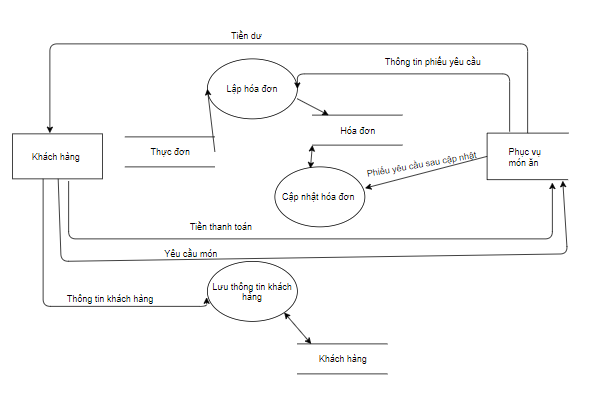 Tiền dư
Thông tin phiếu yêu cầu
Lập hóa đơn
Hóa đơn
Thực đơn
Khách hàng
Phục vụ
món ăn
Phiếu yêu cầu sau cập nhật
Cập nhật hóa đơn
Tiền thanh toán
Yêu cầu món
Lưu thông tin khách
hàng
Thông tin khách hàng
Khách hàng